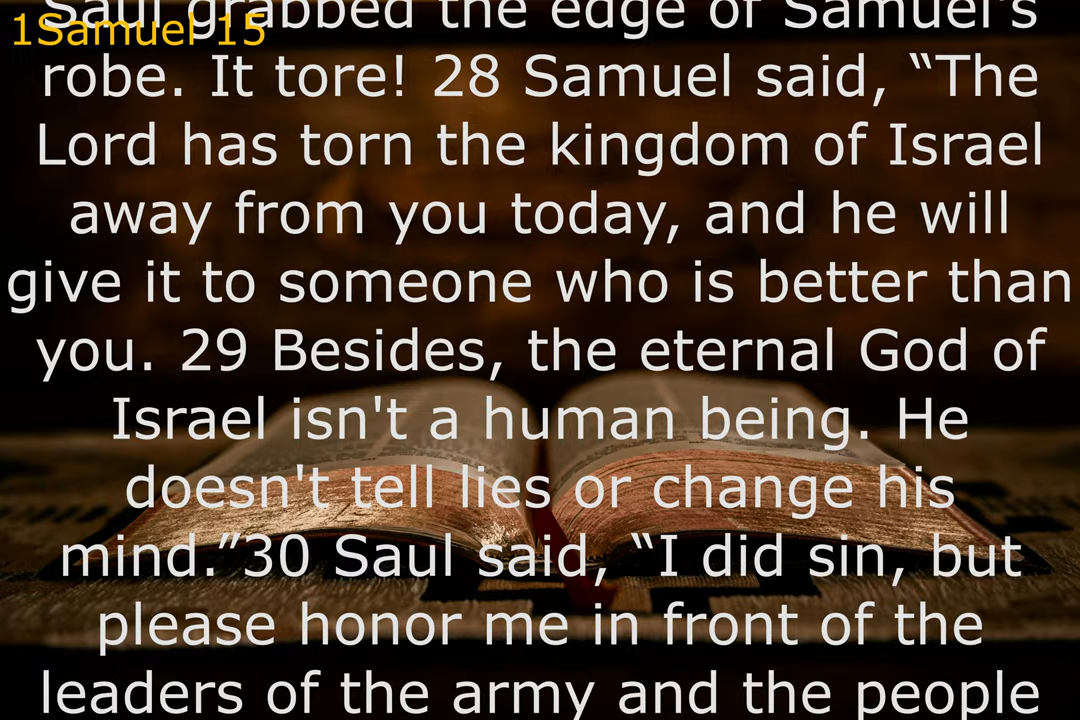 1Samuel 15
Saul grabbed the edge of Samuel's
robe. It tore! 28 Samuel said, “The
Lord has torn the kingdom of Israel
away from you today, and he will
give it to someone who is better than
you. 29 Besides, the eternal God of
Israel isn't a human being. He
doesn't tell lies or change his
mind.”30 Saul said, “I did sin, but
please honor me in front of the
leaders of the army and the people